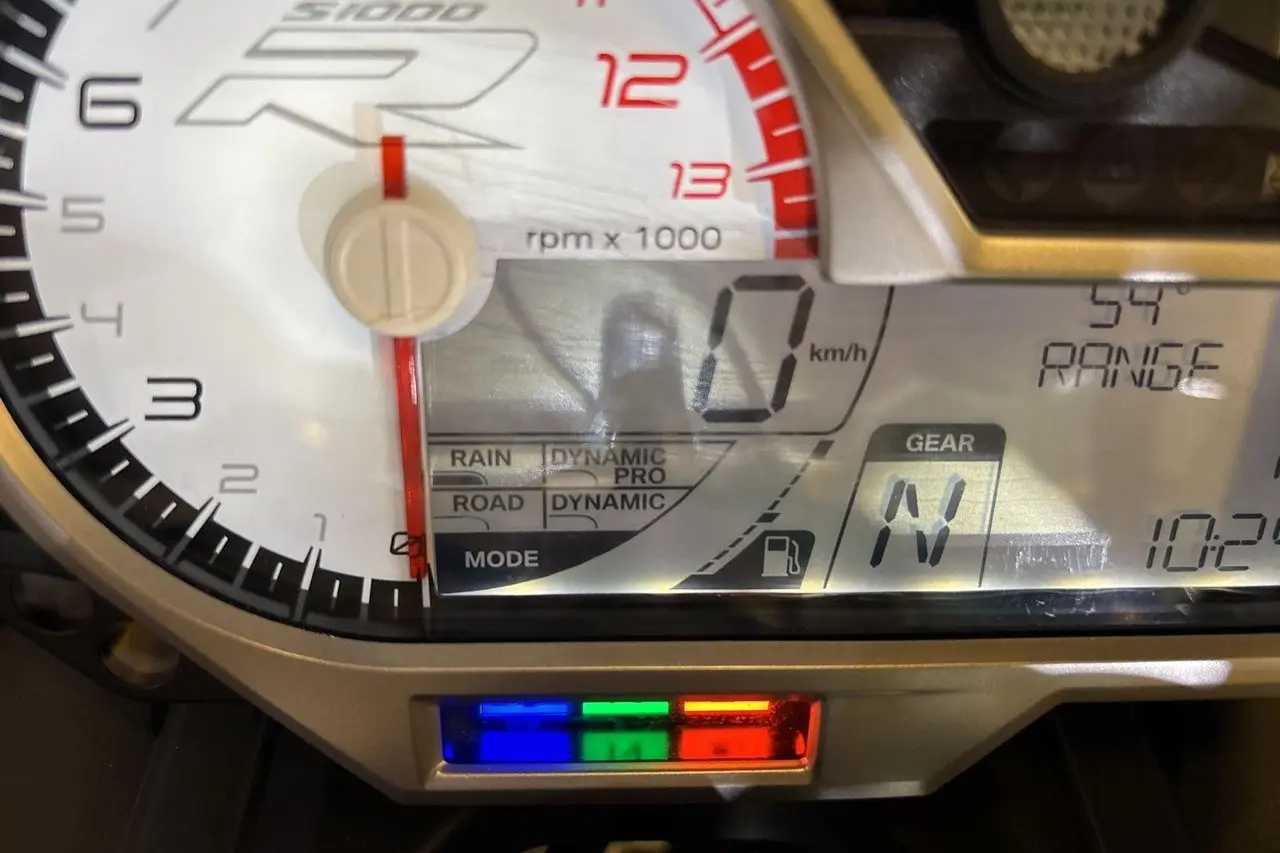 S1000
R
6
12
5
13
rpm x 1000
4
54°
0 km/h
RANGE
3
GEAR
RAIN DYNAMIC PRO
2
ROAD DYNAMIC
N
1
0
MODE